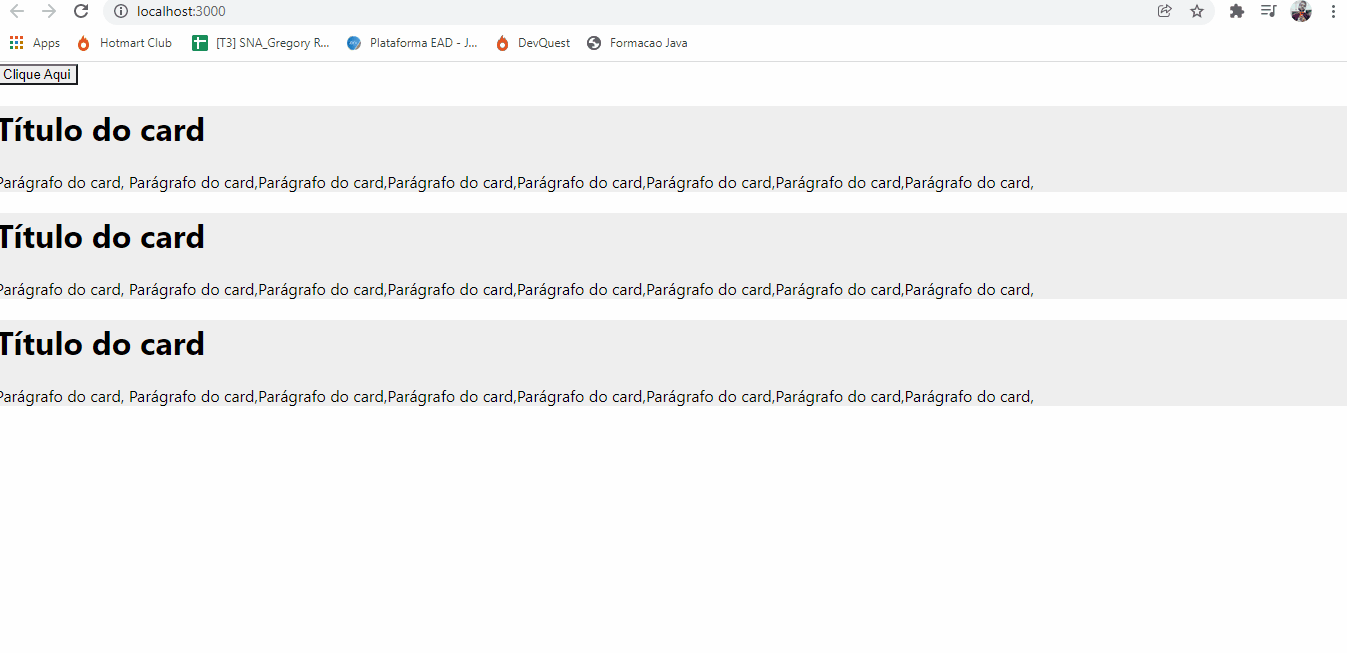 localhost:3000
Apps Hotmart Club [T3] SNA_Gregory R... Plataforma EAD - J... DevQuest Formacao Java
Clique Aqui
Título do card
Parágrafo do card, Parágrafo do card,Parágrafo do card,Parágrafo do card,Parágrafo do card,Parágrafo do card,Parágrafo do card,Parágrafo do card,
Título do card
Parágrafo do card, Parágrafo do card,Parágrafo do card,Parágrafo do card,Parágrafo do card,Parágrafo do card,Parágrafo do card,Parágrafo do card,
Título do card
Parágrafo do card, Parágrafo do card,Parágrafo do card,Parágrafo do card,Parágrafo do card,Parágrafo do card,Parágrafo do card,Parágrafo do card,